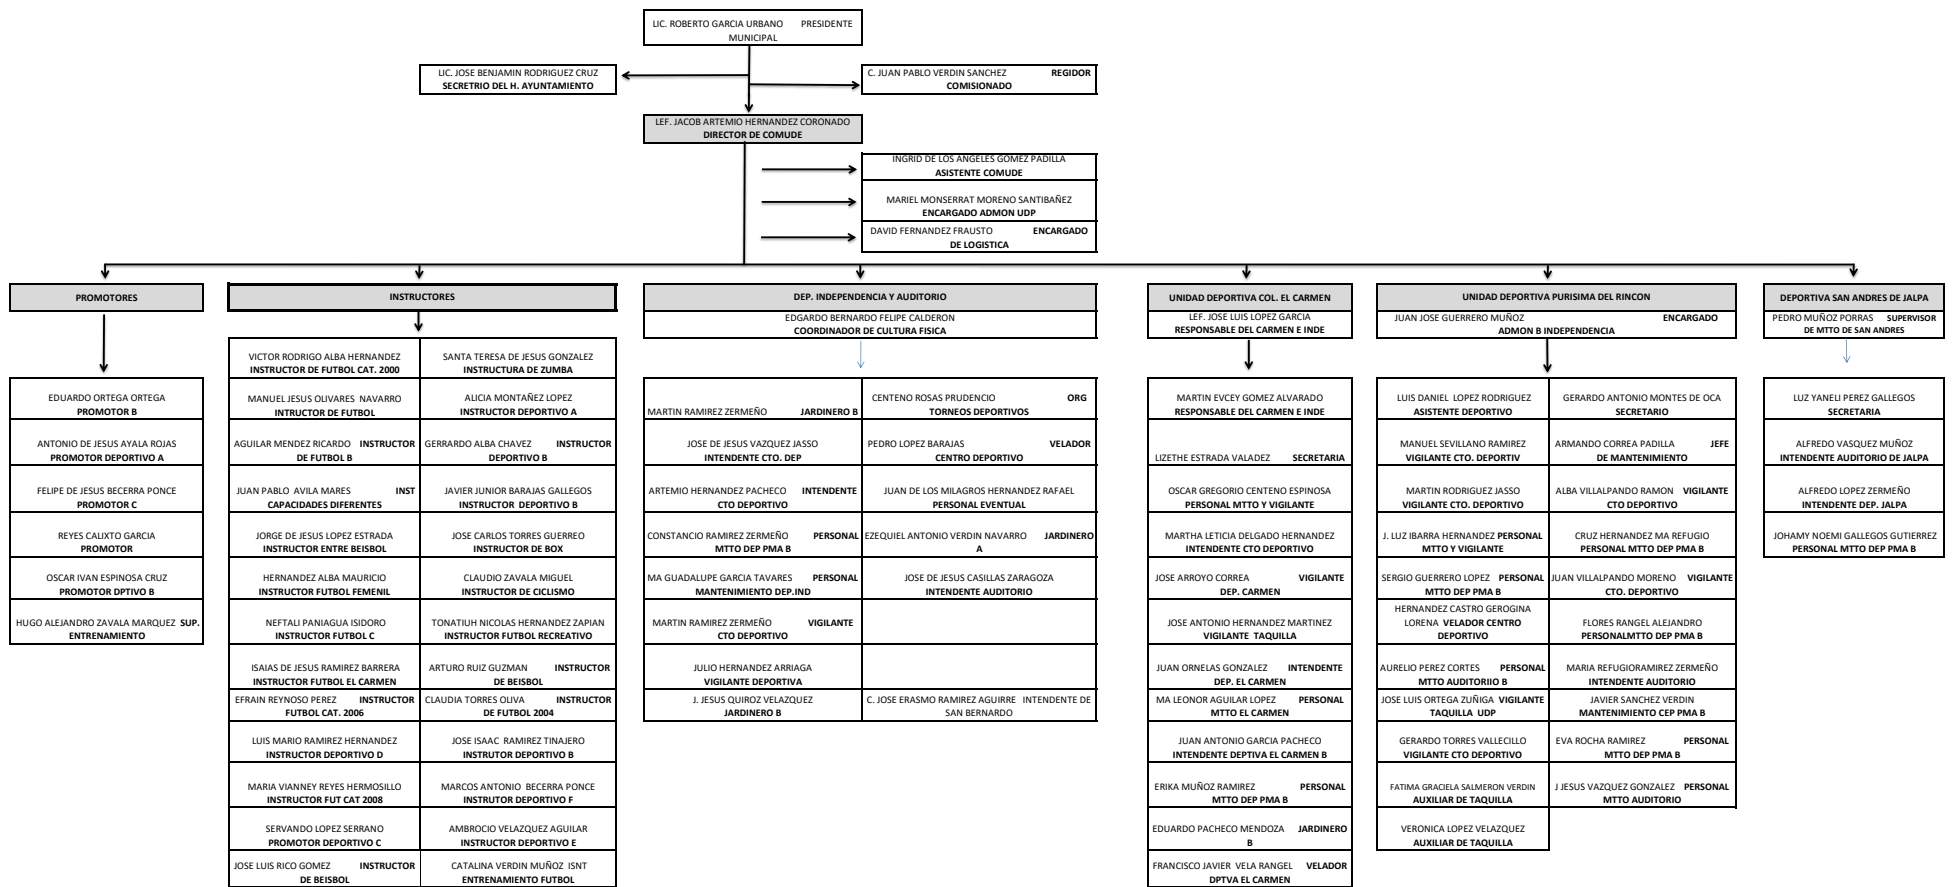 LIC. ROBERTO GARCIA URBANO PRESIDENTE
MUNICIPAL
LIC. JOSE BENJAMIN RODRIGUEZ CRUZ
SECRETRIO DEL H. AYUNTAMIENTO
C. JUAN PABLO VERDIN SANCHEZ REGIDOR
COMISIONADO
LEF. JACOB ARTEMIO HERNANDEZ CORONADO
DIRECTOR DE COMUDE
INGRID DE LOS ANGELES GOMEZ PADILLA
ASISTENTE COMUDE
MARIEL MONSERRAT MORENO SANTIBAÑEZ
ENCARGADO ADMON UDP
DAVID FERNANDEZ FRAUSTO ENCARGADO
DE LOGISTICA
PROMOTORES
EDUARDO ORTEGA ORTEGA
PROMOTOR B
ANTONIO DE JESUS AYALA ROJAS
PROMOTOR DEPORTIVO A
FELIPE DE JESUS BECERRA PONCE
PROMOTOR C
REYES CALIXTO GARCIA
PROMOTOR
OSCAR IVAN ESPINOSA CRUZ
PROMOTOR DPTIVO B
HUGO ALEJANDRO ZAVALA MARQUEZ SUP.
ENTRENAMIENTO
INSTRUCTORES
VICTOR RODRIGO ALBA HERNANDEZ
INSTRUCTOR DE FUTBOL CAT. 2000
MANUEL JESUS OLIVARES NAVARRO
INTRUCTOR DE FUTBOL
AGUILAR MENDEZ RICARDO INSTRUCTOR
DE FUTBOL B
JUAN PABLO AVILA MARES INST
CAPACIDADES DIFERENTES
JORGE DE JESUS LOPEZ ESTRADA
INSTRUCTOR ENTRE BEISBOL
HERNANDEZ ALBA MAURICIO
INSTRUCTOR FUTBOL FEMENIL
NEFTALI PANIAGUA ISIDORO
INSTRUCTOR FUTBOL C
ISAIAS DE JESUS RAMIREZ BARRERA
INSTRUCTOR FUTBOL EL CARMEN
EFRAIN REYNOSO PEREZ INSTRUCTOR
FUTBOL CAT. 2006
LUIS MARIO RAMIREZ HERNANDEZ
INSTRUCTOR DEPORTIVO D
MARIA VIANNEY REYES HERMOSILLO
INSTRUCTOR FUT CAT 2008
SERVANDO LOPEZ SERRANO
PROMOTOR DEPORTIVO C
JOSE LUIS RICO GOMEZ INSTRUCTOR
DE BEISBOL
SANTA TERESA DE JESUS GONZALEZ
INSTRUCTURA DE ZUMBA
ALICIA MONTAÑEZ LOPEZ
INSTRUCTOR DEPORTIVO A
GERRARDO ALBA CHAVEZ INSTRUCTOR
DEPORTIVO B
JAVIER JUNIOR BARAJAS GALLEGOS
INSTRUCTOR DEPORTIVO B
JOSE CARLOS TORRES GUERREO
INSTRUCTOR DE BOX
CLAUDIO ZAVALA MIGUEL
INSTRUCTOR DE CICLISMO
TONATIUH NICOLAS HERNANDEZ ZAPIAN
INSTRUCTOR FUTBOL RECREATIVO
ARTURO RUIZ GUZMAN INSTRUCTOR
DE BEISBOL
CLAUDIA TORRES OLIVA INSTRUCTOR
DE FUTBOL 2004
JOSE ISAAC RAMIREZ TINAJERO
INSTRUTOR DEPORTIVO B
MARCOS ANTONIO BECERRA PONCE
INSTRUTOR DEPORTIVO F
AMBROCIO VELAZQUEZ AGUILAR
INSTRUCTOR DEPORTIVO E
CATALINA VERDIN MUÑOZ ISNT
ENTRENAMIENTO FUTBOL
DEP. INDEPENDENCIA Y AUDITORIO
EDGARDO BERNARDO FELIPE CALDERON
COORDINADOR DE CULTURA FISICA
MARTIN RAMIREZ ZERMEÑO JARDINERO B
JOSE DE JESUS VAZQUEZ JASSO
INTENDENTE CTO. DEP
ARTEMIO HERNANDEZ PACHECO INTENDENTE
CTO DEPORTIVO
CONSTANCIO RAMIREZ ZERMEÑO PERSONAL
MTTO DEP PMA B
MA GUADALUPE GARCIA TAVARES PERSONAL
MANTENIMIENTO DEP.IND
MARTIN RAMIREZ ZERMEÑO VIGILANTE
CTO DEPORTIVO
JULIO HERNANDEZ ARRIAGA
VIGILANTE DEPORTIVA
J. JESUS QUIROZ VELAZQUEZ
JARDINERO B
CENTENO ROSAS PRUDENCIO ORG
TORNEOS DEPORTIVOS
PEDRO LOPEZ BARAJAS VELADOR
CENTRO DEPORTIVO
JUAN DE LOS MILAGROS HERNANDEZ RAFAEL
PERSONAL EVENTUAL
EZEQUIEL ANTONIO VERDIN NAVARRO JARDINERO
A
JOSE DE JESUS CASILLAS ZARAGOZA
INTENDENTE AUDITORIO
C. JOSE ERASMO RAMIREZ AGUIRRE INTENDENTE DE
SAN BERNARDO
UNIDAD DEPORTIVA COL. EL CARMEN
LEF. JOSE LUIS LOPEZ GARCIA
RESPONSABLE DEL CARMEN E INDE
MARTIN EVCEY GOMEZ ALVARADO
RESPONSABLE DEL CARMEN E INDE
LIZETHE ESTRADA VALADEZ SECRETARIA
OSCAR GREGORIO CENTENO ESPINOSA
PERSONAL MTTO Y VIGILANTE
MARTHA LETICIA DELGADO HERNANDEZ
INTENDENTE CTO DEPORTIVO
JOSE ARROYO CORREA VIGILANTE
DEP. CARMEN
JOSE ANTONIO HERNANDEZ MARTINEZ
VIGILANTE TAQUILLA
JUAN ORNELAS GONZALEZ INTENDENTE
DEP. EL CARMEN
MA LEONOR AGUILAR LOPEZ PERSONAL
MTTO EL CARMEN
JUAN ANTONIO GARCIA PACHECO
INTENDENTE DEPTIVA EL CARMEN B
ERIKA MUÑOZ RAMIREZ PERSONAL
MTTO DEP PMA B
EDUARDO PACHECO MENDOZA JARDINERO
B
FRANCISCO JAVIER VELA RANGEL VELADOR
DPTVA EL CARMEN
UNIDAD DEPORTIVA PURISIMA DEL RINCON
JUAN JOSE GUERRERO MUÑOZ ENCARGADO
ADMON B INDEPENDENCIA
LUIS DANIEL LOPEZ RODRIGUEZ
ASISTENTE DEPORTIVO
MANUEL SEVILLANO RAMIREZ
VIGILANTE CTO. DEPORTIV
MARTIN RODRIGUEZ JASSO
VIGILANTE CTO. DEPORTIVO
J. LUZ IBARRA HERNANDEZ PERSONAL
MTTO Y VIGILANTE
SERGIO GUERRERO LOPEZ PERSONAL
MTTO DEP PMA B
HERNANDEZ CASTRO GEROGINA
LORENA VELADOR CENTRO
DEPORTIVO
AURELIO PEREZ CORTES PERSONAL
MTTO AUDITORIIO B
JOSE LUIS ORTEGA ZUÑIGA VIGILANTE
TAQUILLA UDP
GERARDO TORRES VALLECILLO
VIGILANTE CTO DEPORTIVO
FATIMA GRACIELA SALMERON VERDIN
AUXILIAR DE TAQUILLA
VERONICA LOPEZ VELAZQUEZ
AUXILIAR DE TAQUILLA
GERARDO ANTONIO MONTES DE OCA
SECRETARIO
ARMANDO CORREA PADILLA JEFE
DE MANTENIMIENTO
ALBA VILLALPANDO RAMON VIGILANTE
CTO DEPORTIVO
CRUZ HERNANDEZ MA REFUGIO
PERSONAL MTTO DEP PMA B
JUAN VILLALPANDO MORENO VIGILANTE
CTO. DEPORTIVO
FLORES RANGEL ALEJANDRO
PERSONALMTTO DEP PMA B
MARIA REFUGIORAMIREZ ZERMEÑO
INTENDENTE AUDITORIO
JAVIER SANCHEZ VERDIN
MANTENIMIENTO CEP PMA B
EVA ROCHA RAMIREZ PERSONAL
MTTO DEP PMA B
J JESUS VAZQUEZ GONZALEZ PERSONAL
MTTO AUDITORIO
DEPORTIVA SAN ANDRES DE JALPA
PEDRO MUÑOZ PORRAS SUPERVISOR
DE MTTO DE SAN ANDRES
LUZ YANELI PEREZ GALLEGOS
SECRETARIA
ALFREDO VASQUEZ MUÑOZ
INTENDENTE AUDITORIO DE JALPA
ALFREDO LOPEZ ZERMEÑO
INTENDENTE DEP. JALPA
JOHAMY NOEMI GALLEGOS GUTIERREZ
PERSONAL MTTO DEP PMA B